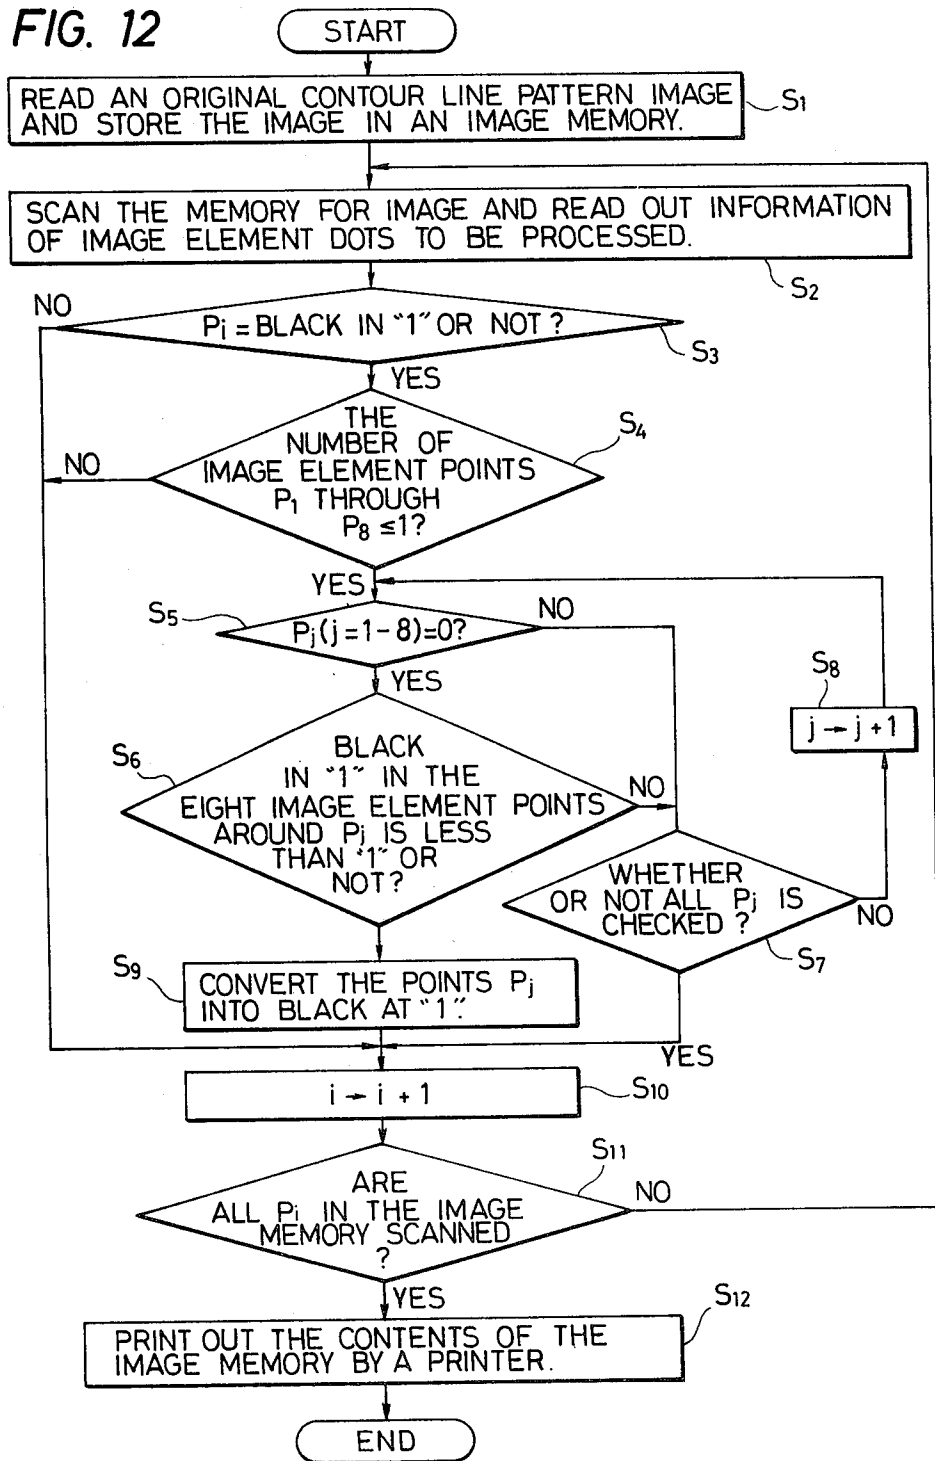 FIG. 12
START
READ AN ORIGINAL CONTOUR LINE PATTERN IMAGE
AND STORE THE IMAGE IN AN IMAGE MEMORY.
S1
SCAN THE MEMORY FOR IMAGE AND READ OUT INFORMATION
OF IMAGE ELEMENT DOTS TO BE PROCESSED.
S2
NO
Pi = BLACK IN "1" OR NOT ?
S3
YES
THE
NUMBER OF
IMAGE ELEMENT POINTS
P1 THROUGH
P8 ≤ 1?
S4
NO
YES
S5
Pj (j = 1 - 8) = 0?
NO
YES
S8
j → j + 1
S6
BLACK
IN "1" IN THE
EIGHT IMAGE ELEMENT POINTS
AROUND Pj IS LESS
THAN "1" OR
NOT?
NO
WHETHER
OR NOT ALL Pj IS
CHECKED ?
NO
S7
YES
S9
CONVERT THE POINTS Pj
INTO BLACK AT "1".
i → i + 1
S10
ARE
ALL Pi IN THE IMAGE
MEMORY SCANNED
?
S11
NO
YES
PRINT OUT THE CONTENTS OF THE
IMAGE MEMORY BY A PRINTER.
S12
END